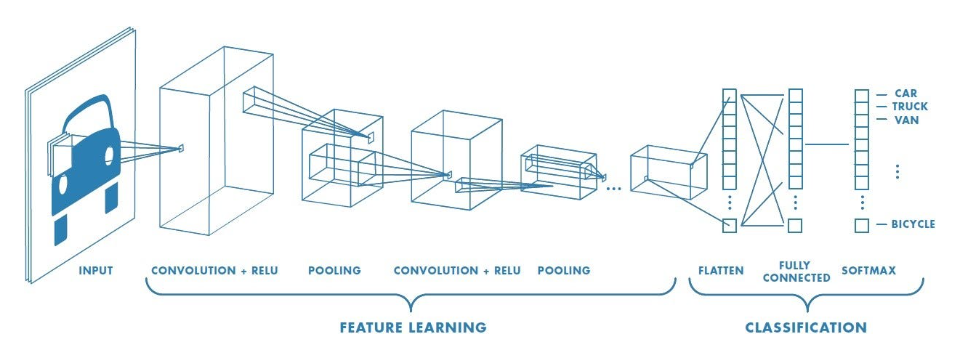 CAR
TRUCK
VAN
BICYCLE
INPUT
CONVOLUTION + RELU
POOLING
CONVOLUTION + RELU
POOLING
FLATTEN
FULLY
CONNECTED
SOFTMAX
FEATURE LEARNING
CLASSIFICATION